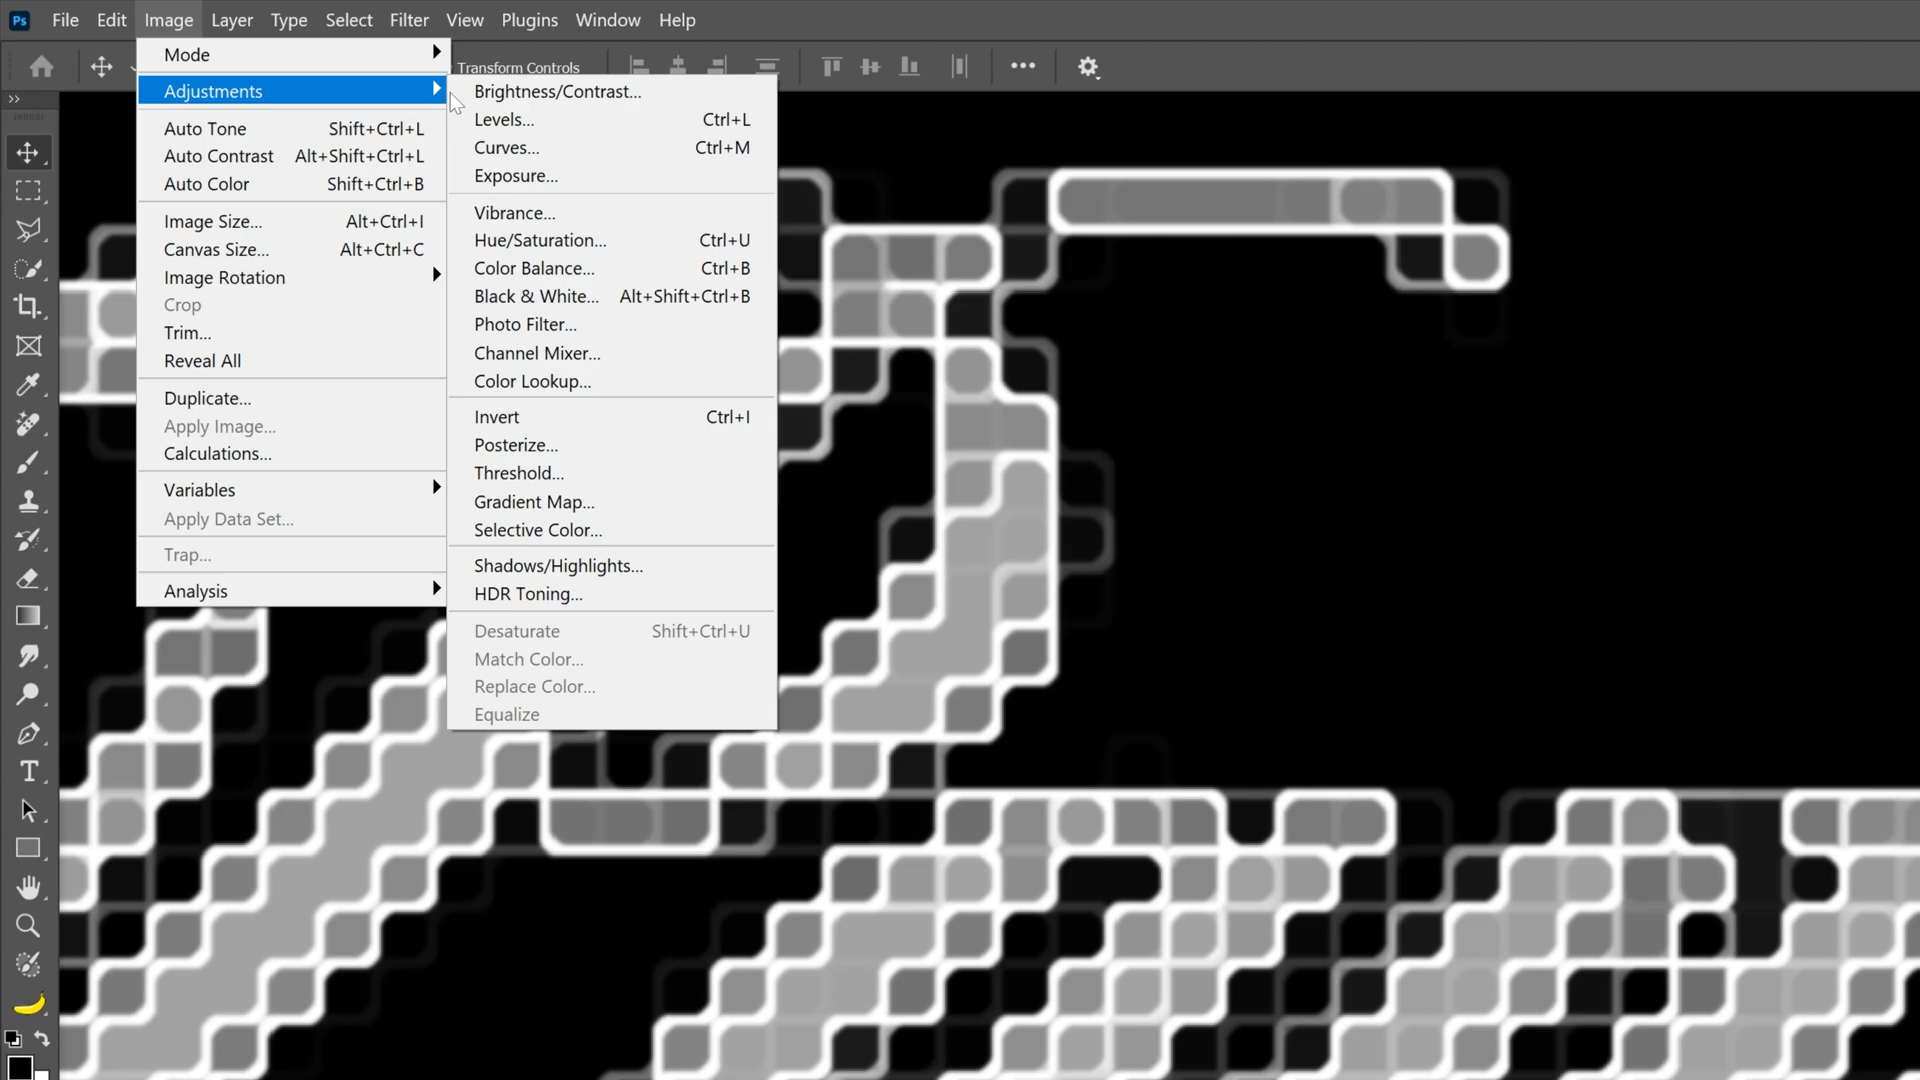 Ps File Edit Image Layer Type Select Filter View Plugins Window Help
Transform Controls
Mode
Adjustments
Auto Tone Shift+Ctrl+L
Auto Contrast Alt+Shift+Ctrl+L
Auto Color Shift+Ctrl+B
Image Size... Alt+Ctrl+I
Canvas Size... Alt+Ctrl+C
Image Rotation
Crop
Trim...
Reveal All
Duplicate...
Apply Image...
Calculations...
Variables
Apply Data Set...
Trap...
Analysis
Brightness/Contrast...
Levels... Ctrl+L
Curves... Ctrl+M
Exposure...
Vibrance...
Hue/Saturation... Ctrl+U
Color Balance... Ctrl+B
Black & White... Alt+Shift+Ctrl+B
Photo Filter...
Channel Mixer...
Color Lookup...
Invert Ctrl+I
Posterize...
Threshold...
Gradient Map...
Selective Color...
Shadows/Highlights...
HDR Toning...
Desaturate Shift+Ctrl+U
Match Color...
Replace Color...
Equalize